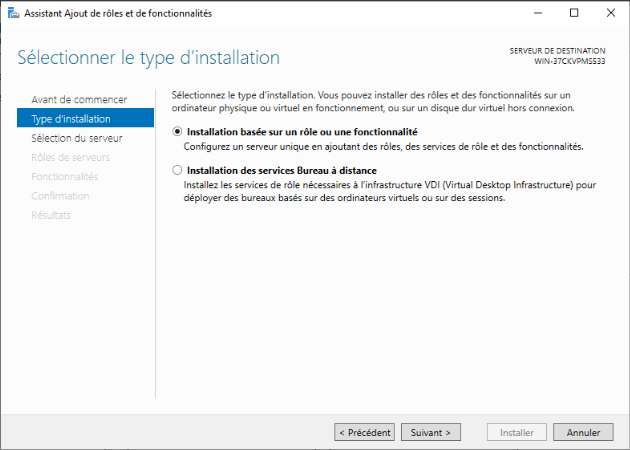 Assistant Ajout de rôles et de fonctionnalités
Sélectionner le type d'installation
SERVEUR DE DESTINATION
WIN-37CKVPMS533
Avant de commencer
Type d'installation
Sélection du serveur
Rôles de serveurs
Fonctionnalités
Confirmation
Résultats
Sélectionnez le type d'installation. Vous pouvez installer des rôles et des fonctionnalités sur un
ordinateur physique ou virtuel en fonctionnement, ou sur un disque dur virtuel hors connexion.
Installation basée sur un rôle ou une fonctionnalité
Configurez un serveur unique en ajoutant des rôles, des services de rôle et des fonctionnalités.
Installation des services Bureau à distance
Installez les services de rôle nécessaires à l'infrastructure VDI (Virtual Desktop Infrastructure) pour
déployer des bureaux basés sur des ordinateurs virtuels ou sur des sessions.
< Précédent
Suivant >
Installer
Annuler